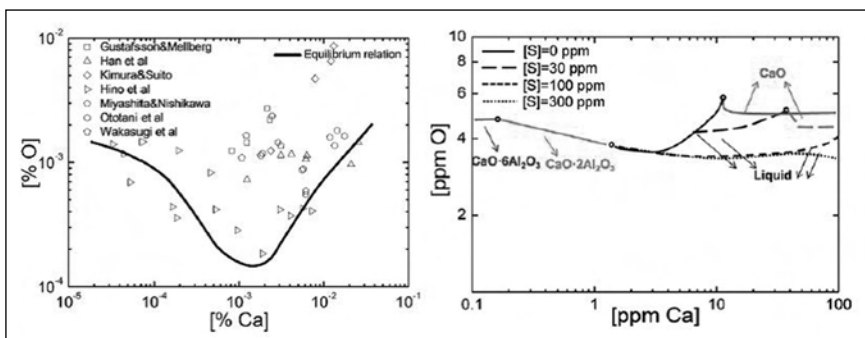 10⁻²
10⁻³
10⁻⁴
[% O]
Gustafsson&Mellberg
Han et al
Kimura&Suito
Hino et al
Miyashita&Nishikawa
Ototani et al
Wakasugi et al
Equilibrium relation
10⁻⁵
10⁻⁴
10⁻³
10⁻²
10⁻¹
[% Ca]
10
8
6
4
2
ppm O]
[S]=0 ppm
[S]=30 ppm
[S]=100 ppm
[S]=300 ppm
CaO
CaO·6Al₂O₃
CaO·2Al₂O₃
Liquid
0.1
1
10
100
[ppm Ca]